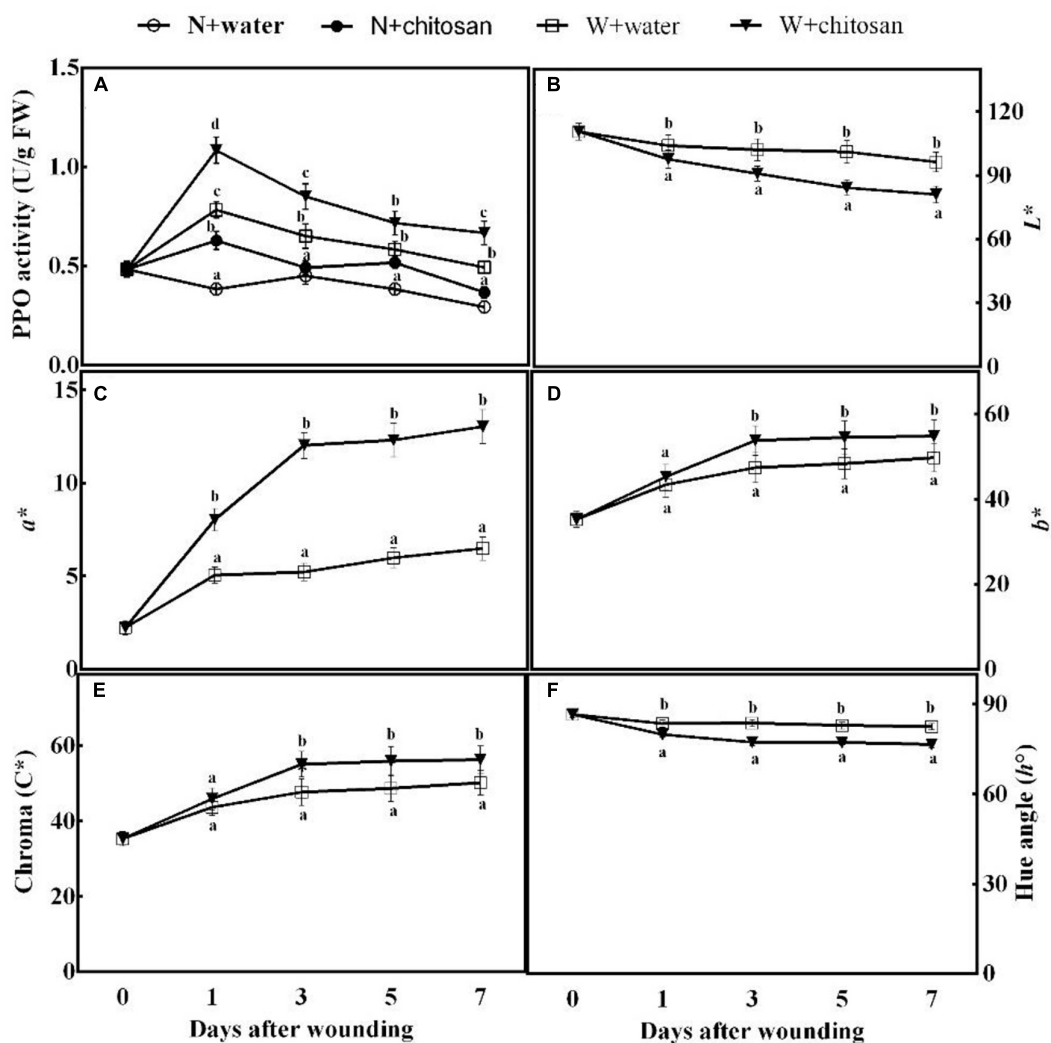 N+water N+chitosan W+water W+chitosan
A
1.5
1.0
0.5
0.0
PPO activity (U/g FW)
d
c
b
a
c
b
a
b
b
a
c
b
a
B
120
90
60
30
0
L*
b
b
b
b
a
a
a
a
C
15
10
5
0
a*
b
b
b
b
a
a
a
a
D
60
40
20
0
b*
a
b
b
b
a
a
a
a
E
60
40
20
0
Chroma (C*)
a
b
b
b
a
a
a
a
F
90
60
30
0
Hue angle (h°)
b
b
b
b
a
a
a
a
0 1 3 5 7
Days after wounding
0 1 3 5 7
Days after wounding